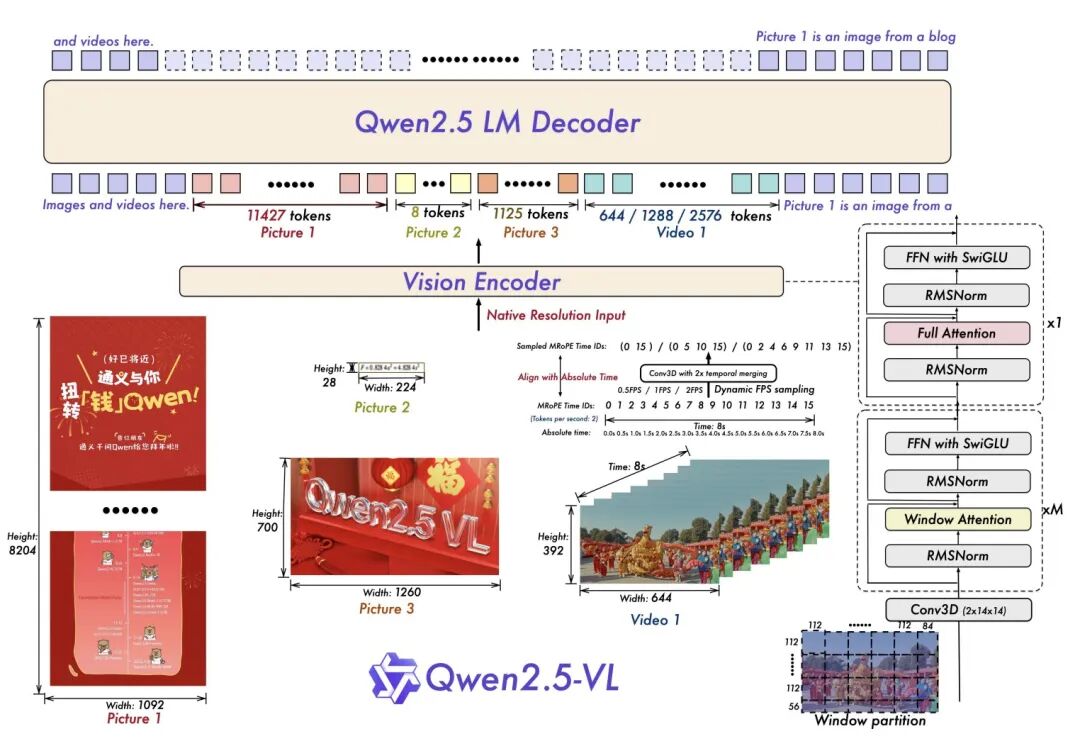 and videos here.
Picture 1 is an image from a blog
Qwen2.5 LM Decoder
Images and videos here.
11427 tokens
Picture 1
8 tokens
Picture 2
1125 tokens
Picture 3
644 / 1288 / 2576 tokens
Video 1
Picture 1 is an image from a
Vision Encoder
Native Resolution Input
(好已将近)
通义与你
扭转「钱」Qwen!
通义千问Qwen给您拜年啦!!
Height: 8204
Width: 1092
Picture 1
Height: 28
Width: 224
Picture 2
Sampled MRoPE Time IDs: (0 15) / (0 5 10 15) / (0 2 4 6 9 11 13 15)
Align with Absolute Time
Conv3D with 2x temporal merging
0.5FPS / 1FPS / 2FPS
Dynamic FPS sampling
MRoPE Time IDs: 0 1 2 3 4 5 6 7 8 9 10 11 12 13 14 15
(Tokens per second: 2)
Time: 8s
Absolute time: 0.0s 0.5s 1.0s 1.5s 2.0s 2.5s 3.0s 3.5s 4.0s 4.5s 5.0s 5.5s 6.0s 6.5s 7.0s 7.5s 8.0s
Height: 700
福
Qwen2.5 VL
Width: 1260
Picture 3
Time: 8s
Height: 392
Width: 644
Video 1
FFN with SwiGLU
RMSNorm
Full Attention
x1
RMSNorm
FFN with SwiGLU
RMSNorm
Window Attention
xM
RMSNorm
Conv3D (2x14x14)
112
112
84
112
112
56
Window partition
Qwen2.5-VL